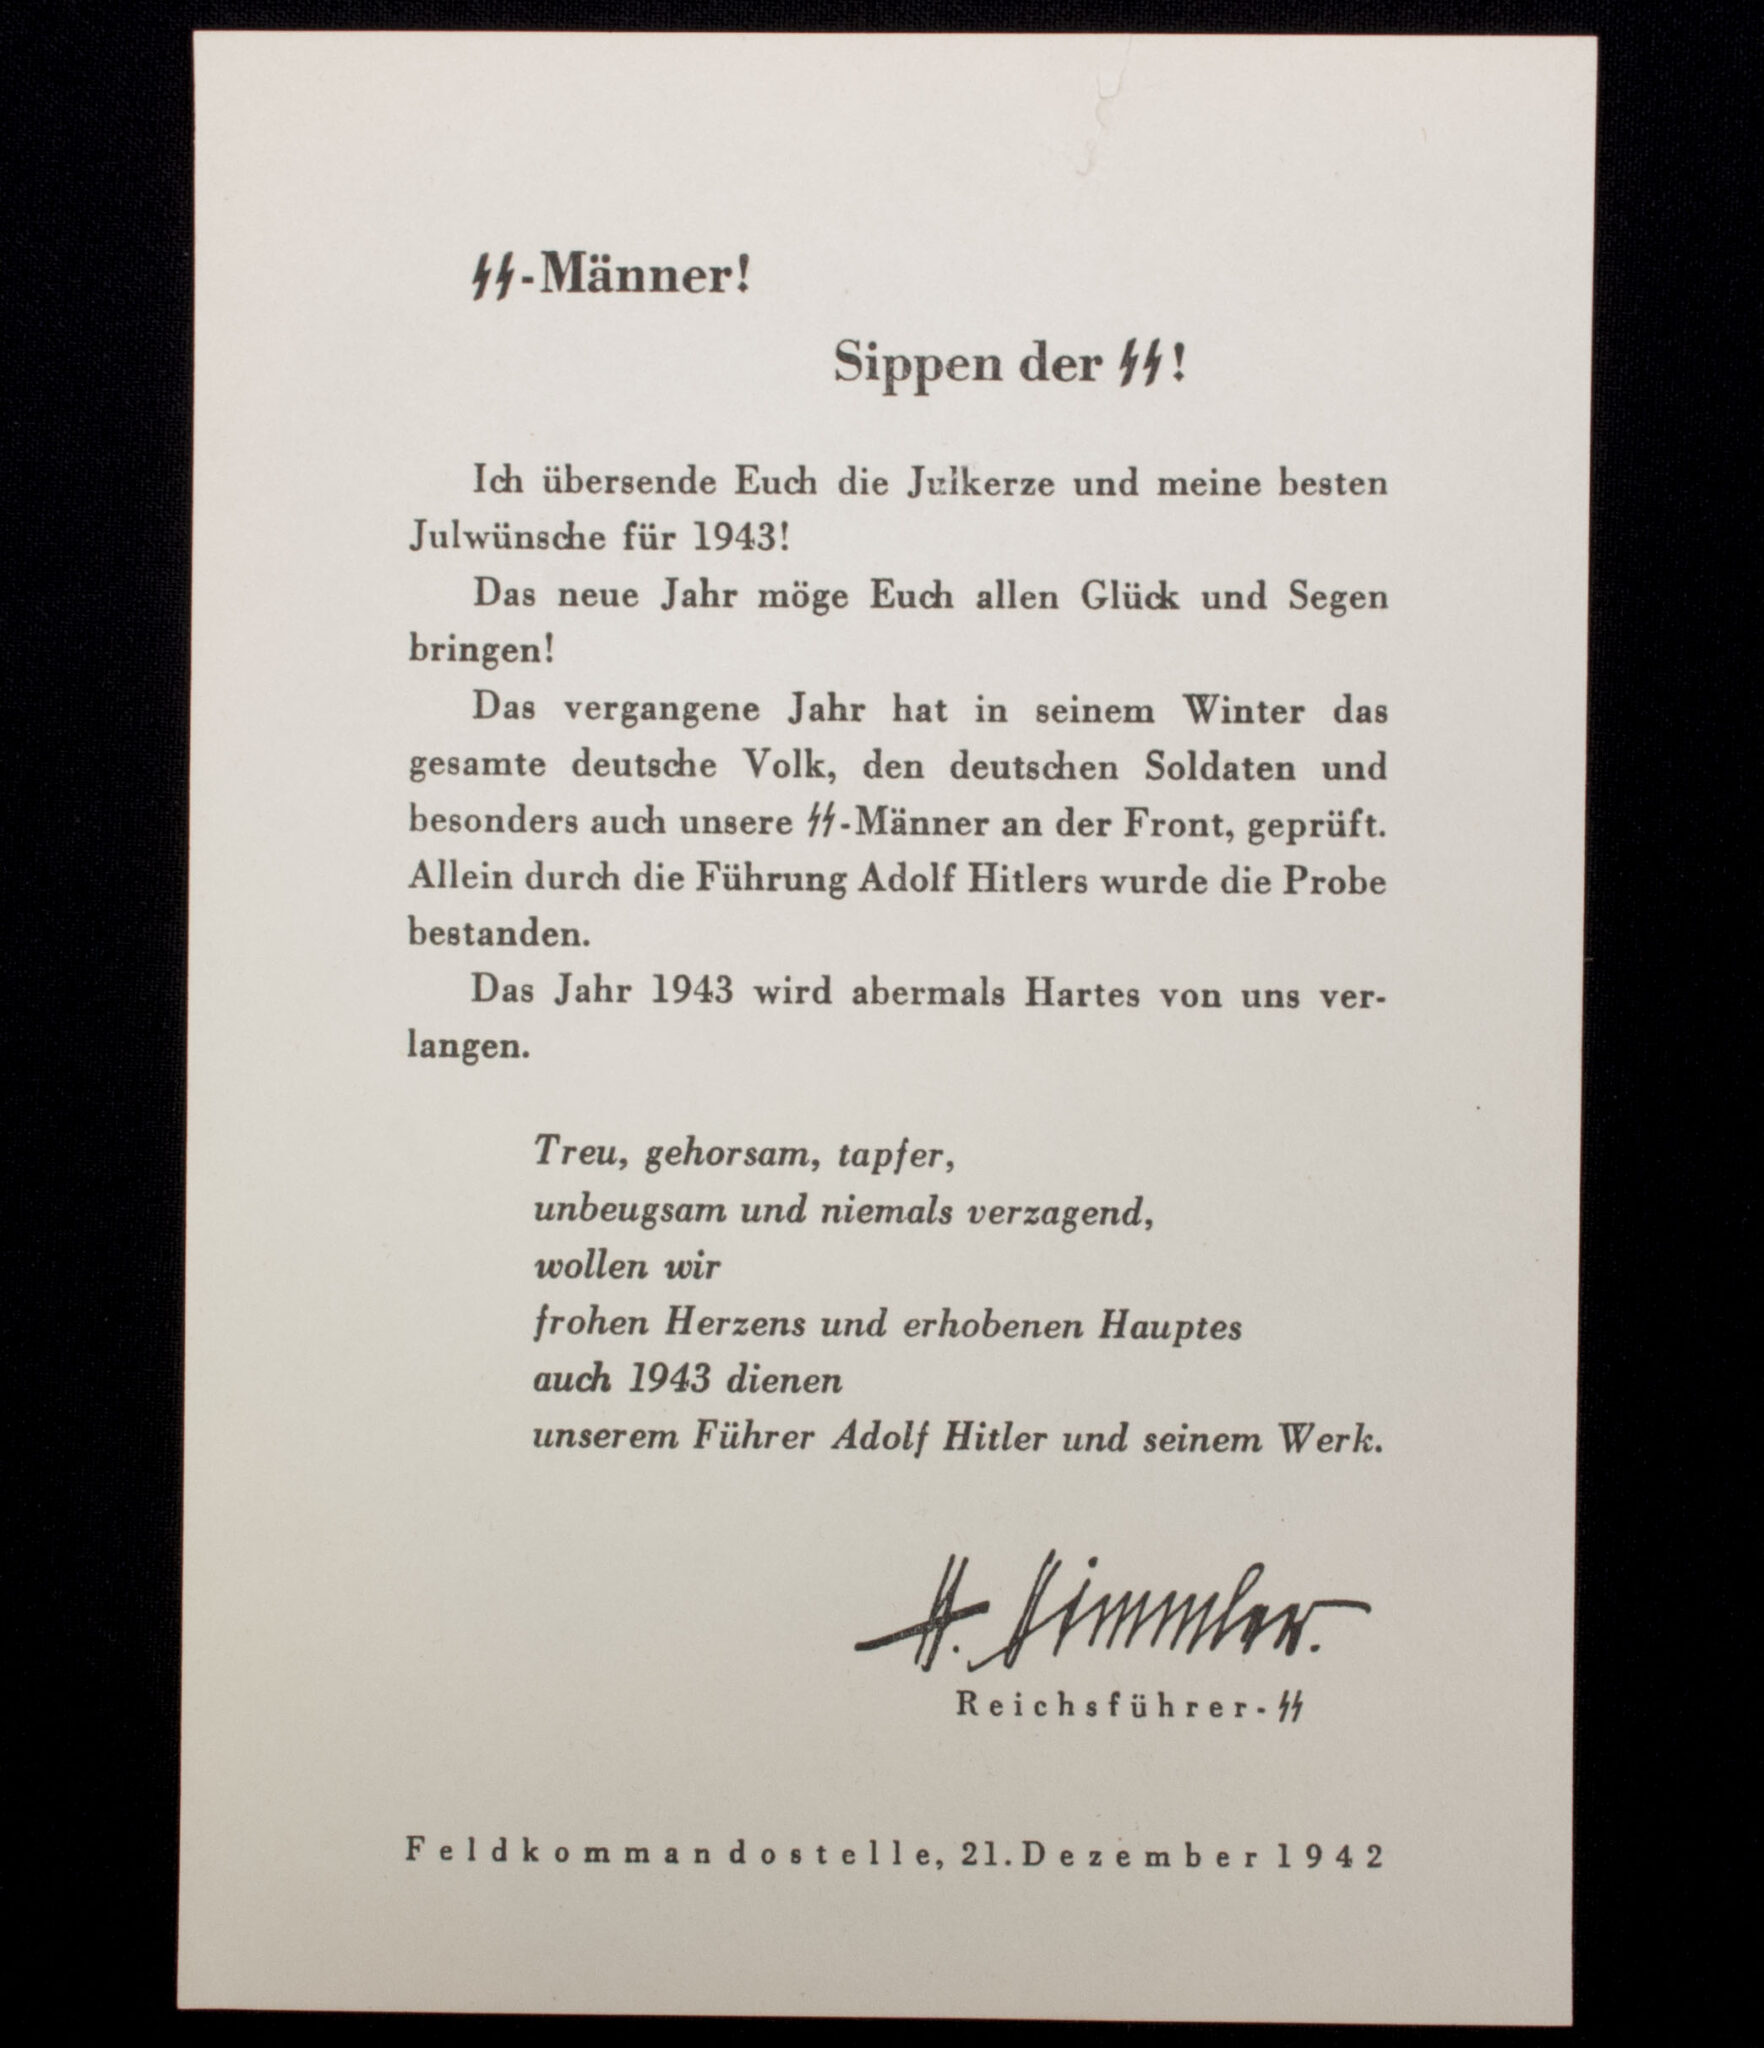 ᛋᛋ-Männer!
Sippen der ᛋᛋ!
Ich übersende Euch die Julkerze und meine besten
Julwünsche für 1943!
Das neue Jahr möge Euch allen Glück und Segen
bringen!
Das vergangene Jahr hat in seinem Winter das
gesamte deutsche Volk, den deutschen Soldaten und
besonders auch unsere ᛋᛋ-Männer an der Front, geprüft.
Allein durch die Führung Adolf Hitlers wurde die Probe
bestanden.
Das Jahr 1943 wird abermals Hartes von uns ver-
langen.
Treu, gehorsam, tapfer,
unbeugsam und niemals verzagend,
wollen wir
frohen Herzens und erhobenen Hauptes
auch 1943 dienen
unserem Führer Adolf Hitler und seinem Werk.
H. Himmler.
Reichsführer-ᛋᛋ
Feldkommandostelle, 21. Dezember 1942